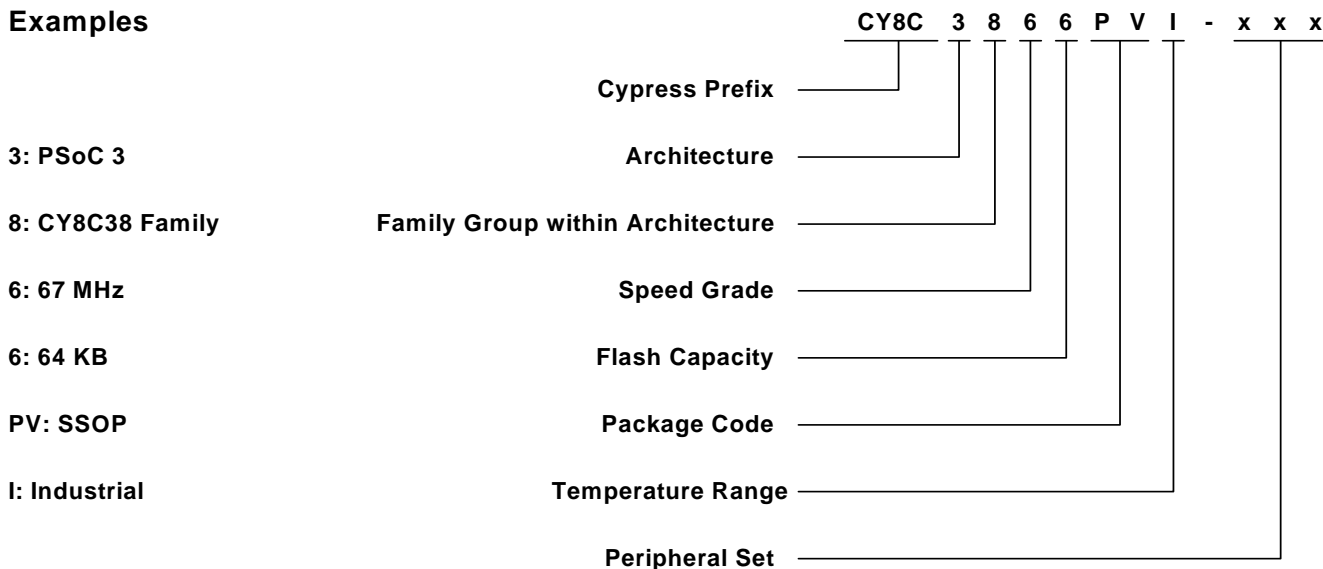 Examples CY8C 3 8 6 6 P V I - x x x
Cypress Prefix
3: PSoC 3 Architecture
8: CY8C38 Family Family Group within Architecture
6: 67 MHz Speed Grade
6: 64 KB Flash Capacity
PV: SSOP Package Code
I: Industrial Temperature Range
Peripheral Set